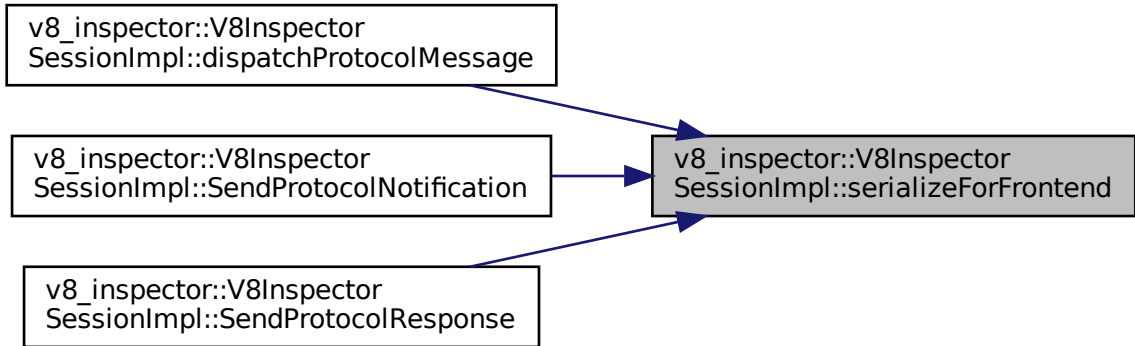 v8_inspector::V8Inspector
SessionImpl::dispatchProtocolMessage
v8_inspector::V8Inspector
SessionImpl::SendProtocolNotification
v8_inspector::V8Inspector
SessionImpl::serializeForFrontend
v8_inspector::V8Inspector
SessionImpl::SendProtocolResponse